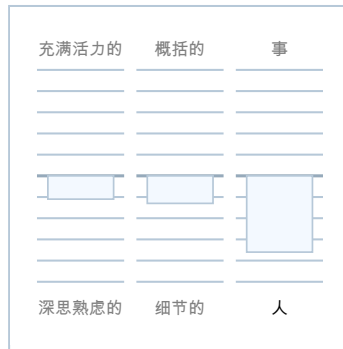 充满活力的 概括的 事
深思熟虑的 细节的 人